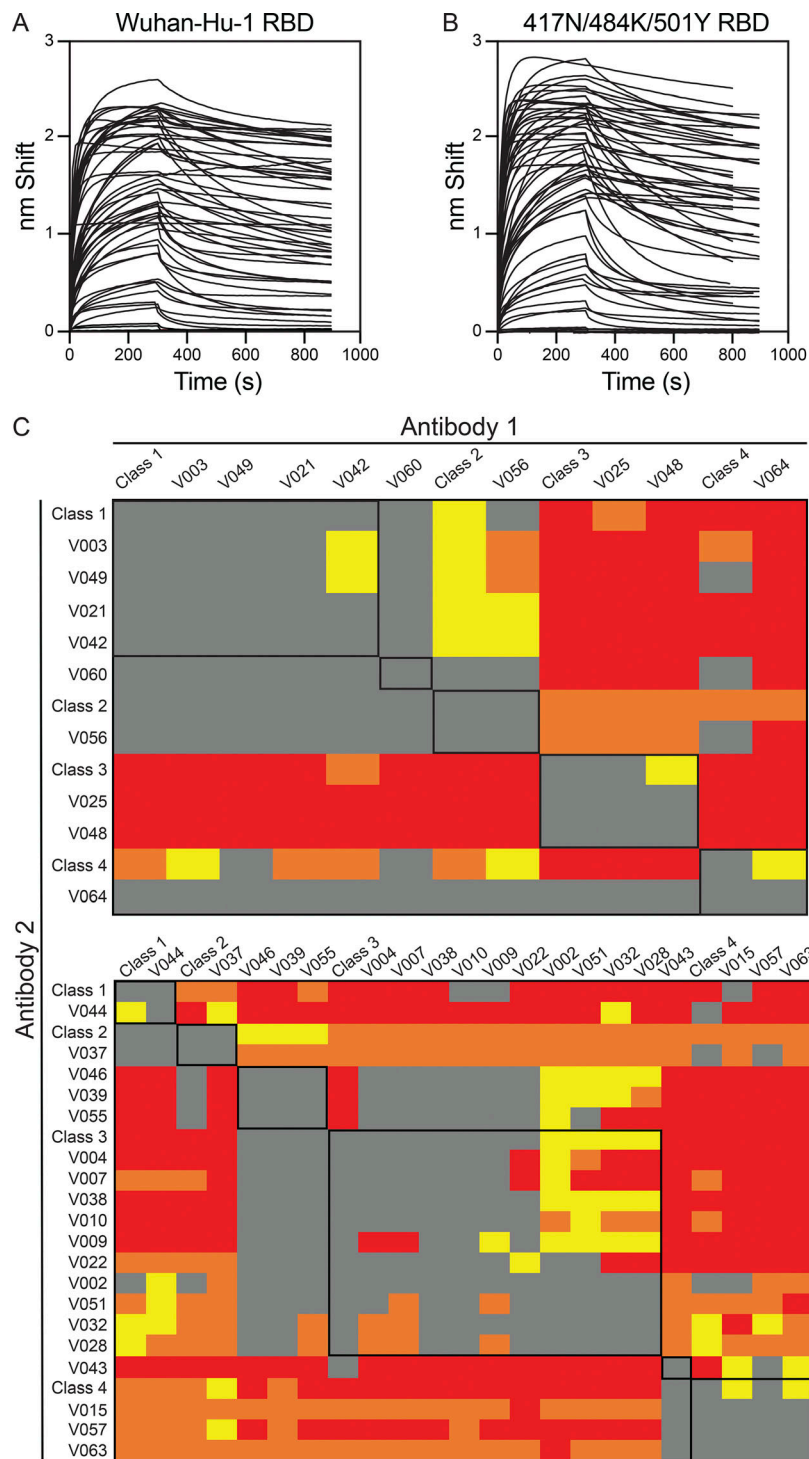 A Wuhan-Hu-1 RBD
3
2
1
0
nm Shift
0 200 400 600 800 1000
Time (s)
B 417N/484K/501Y RBD
3
2
1
0
nm Shift
0 200 400 600 800 1000
Time (s)
C
Antibody 1
Class 1 V003 V049 V021 V042 V060 Class 2 V056 Class 3 V025 V048 Class 4 V064
Antibody 2
Class 1
V003
V049
V021
V042
V060
Class 2
V056
Class 3
V025
V048
Class 4
V064
Class 1 V044 Class 2 V037 V046 V039 V055 Class 3 V004 V007 V038 V010 V009 V022 V002 V051 V032 V028 V043 Class 4 V015 V057 V063
Class 1
V044
Class 2
V037
V046
V039
V055
Class 3
V004
V007
V038
V010
V009
V022
V002
V051
V032
V028
V043
Class 4
V015
V057
V063